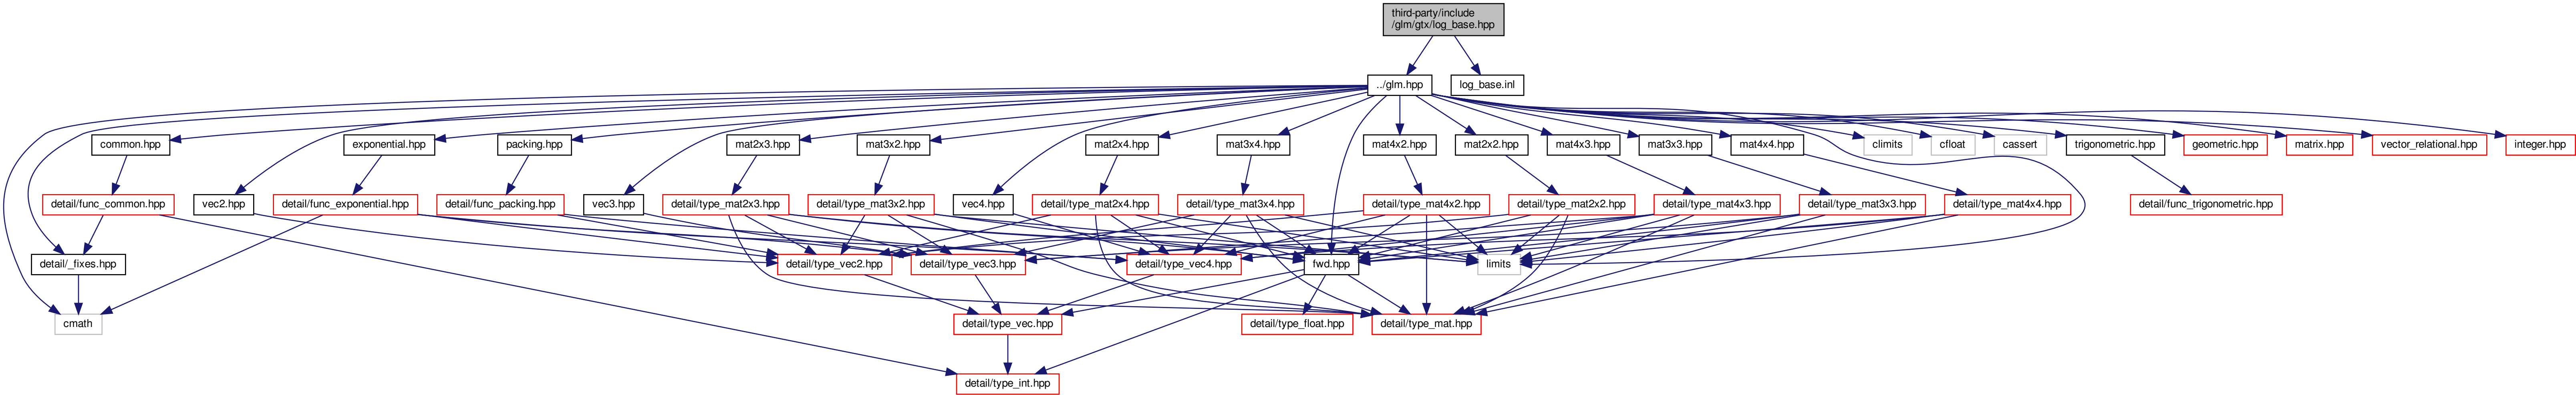 third-party/include
/glm/gtx/log_base.hpp
../glm.hpp
log_base.inl
common.hpp
exponential.hpp
packing.hpp
mat2x3.hpp
mat3x2.hpp
mat2x4.hpp
mat3x4.hpp
mat4x2.hpp
mat2x2.hpp
mat4x3.hpp
mat3x3.hpp
mat4x4.hpp
climits
cfloat
cassert
trigonometric.hpp
geometric.hpp
matrix.hpp
vector_relational.hpp
integer.hpp
detail/func_common.hpp
vec2.hpp
detail/func_exponential.hpp
detail/func_packing.hpp
vec3.hpp
detail/type_mat2x3.hpp
detail/type_mat3x2.hpp
vec4.hpp
detail/type_mat2x4.hpp
detail/type_mat3x4.hpp
detail/type_mat4x2.hpp
detail/type_mat2x2.hpp
detail/type_mat4x3.hpp
detail/type_mat3x3.hpp
detail/type_mat4x4.hpp
detail/func_trigonometric.hpp
detail/_fixes.hpp
detail/type_vec2.hpp
detail/type_vec3.hpp
detail/type_vec4.hpp
fwd.hpp
limits
cmath
detail/type_vec.hpp
detail/type_float.hpp
detail/type_mat.hpp
detail/type_int.hpp